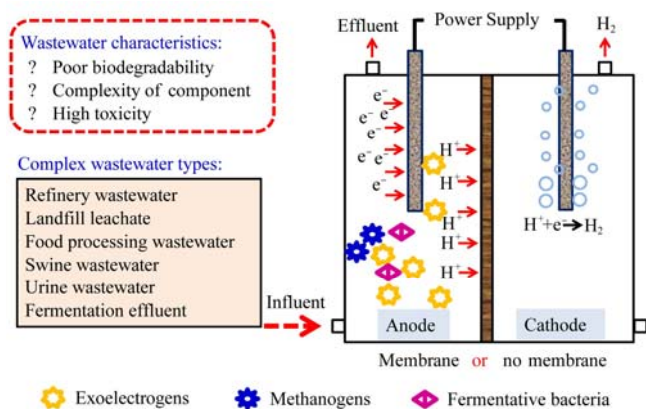 Wastewater characteristics:
? Poor biodegradability
? Complexity of component
? High toxicity
Complex wastewater types:
Refinery wastewater
Landfill leachate
Food processing wastewater
Swine wastewater
Urine wastewater
Fermentation effluent
Influent
Effluent
Power Supply
H₂
e⁻
e⁻
e⁻
e⁻
e⁻ e⁻
e⁻
H⁺
H⁺
H⁺
H⁺
H⁺
H⁺+e⁻→H₂
Anode
Cathode
Membrane or no membrane
Exoelectrogens
Methanogens
Fermentative bacteria